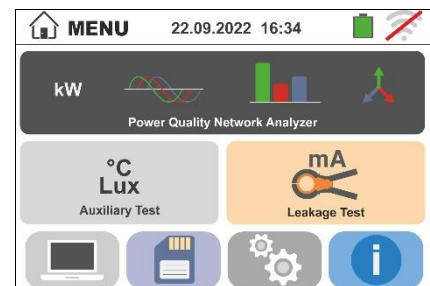 MENU 22.09.2022 16:34
kW
Power Quality Network Analyzer
°C
Lux
Auxiliary Test
mA
Leakage Test
i